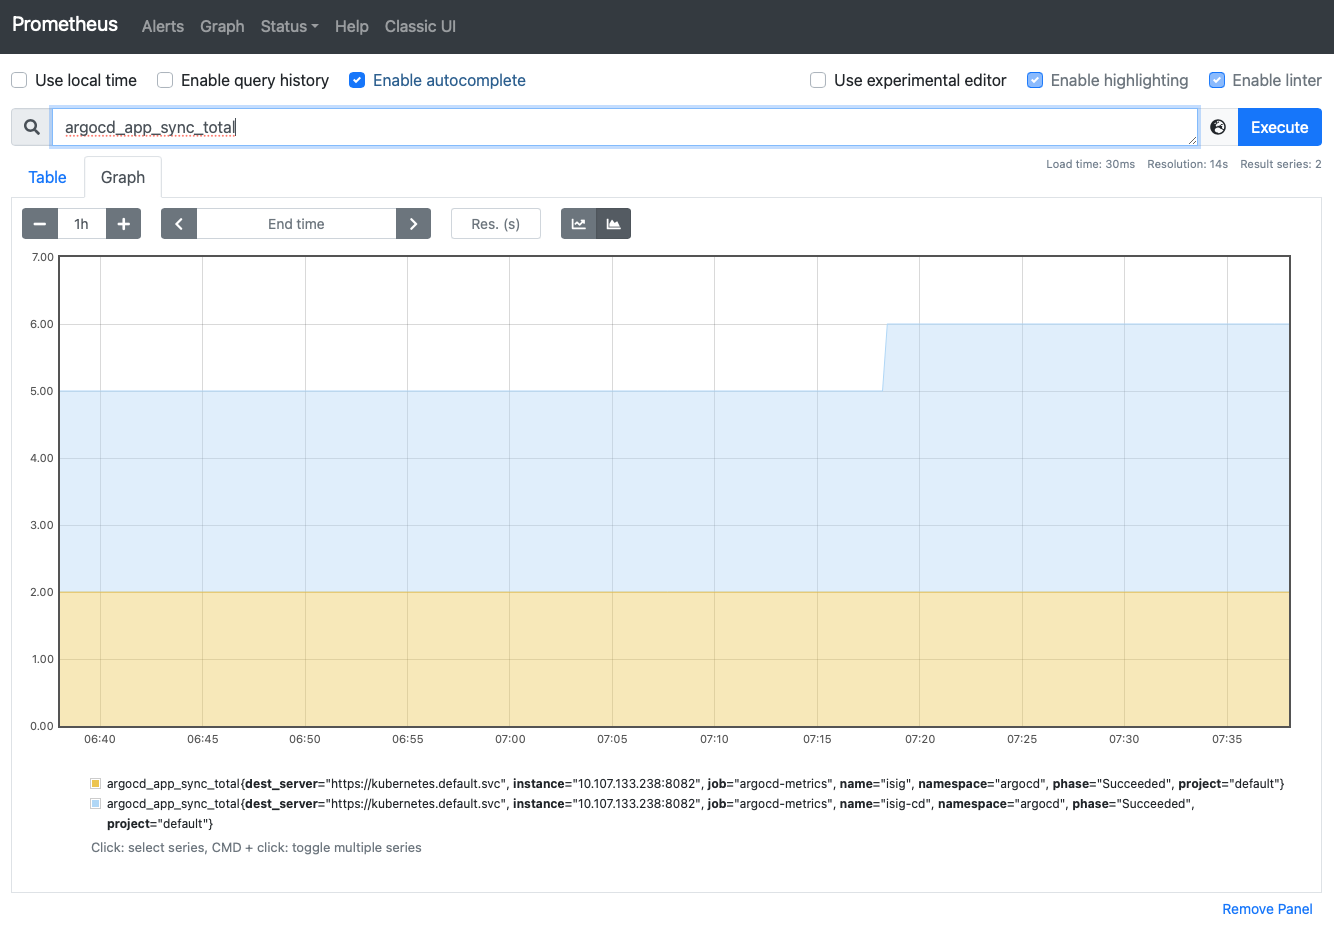 Prometheus Alerts Graph Status Help Classic UI
Use local time Enable query history Enable autocomplete Use experimental editor Enable highlighting Enable linter
argocd_app_sync_total Execute
Load time: 30ms Resolution: 14s Result series: 2
Table Graph
1h End time Res. (s)
7.00
6.00
5.00
4.00
3.00
2.00
1.00
0.00
06:40 06:45 06:50 06:55 07:00 07:05 07:10 07:15 07:20 07:25 07:30 07:35
argocd_app_sync_total{dest_server="https://kubernetes.default.svc", instance="10.107.133.238:8082", job="argocd-metrics", name="isig", namespace="argocd", phase="Succeeded", project="default"}
argocd_app_sync_total{dest_server="https://kubernetes.default.svc", instance="10.107.133.238:8082", job="argocd-metrics", name="isig-cd", namespace="argocd", phase="Succeeded",
project="default"}
Click: select series, CMD + click: toggle multiple series
Remove Panel